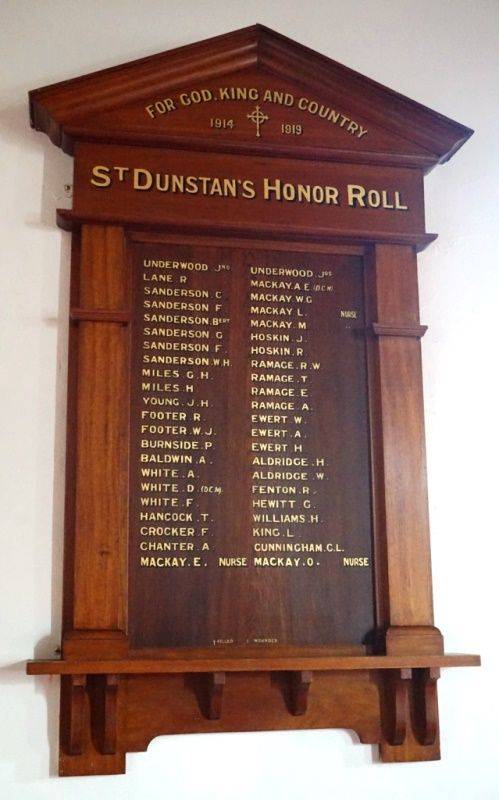 FOR GOD, KING AND COUNTRY
1914 1919
ST DUNSTAN'S HONOR ROLL
UNDERWOOD. JNO
LANE. R
SANDERSON. C.
SANDERSON. F.
SANDERSON. BERT
SANDERSON. G
SANDERSON. F.
SANDERSON. W.H.
MILES. G.H.
MILES. H
YOUNG. J.H.
FOOTER. R.
FOOTER. W.J.
BURNSIDE. P.
BALDWIN. A.
WHITE. A.
WHITE. D. (D.C.M.)
WHITE. F.
HANCOCK. T.
CROCKER. F.
CHANTER. A
MACKAY. E. NURSE
UNDERWOOD. JOS
MACKAY. A.E. (D.C.M)
MACKAY. W.G
MACKAY L. NURSE
MACKAY. M
HOSKIN. J.
HOSKIN. R
RAMAGE. R.W
RAMAGE. T
RAMAGE. E
RAMAGE. A.
EWERT. W.
EWERT. A.
EWERT. H
ALDRIDGE. H.
ALDRIDGE. W.
FENTON. R.
HEWITT G.
WILLIAMS. H.
KING. L.
CUNNINGHAM. C.L.
MACKAY. O. NURSE
† KILLED WOUNDED